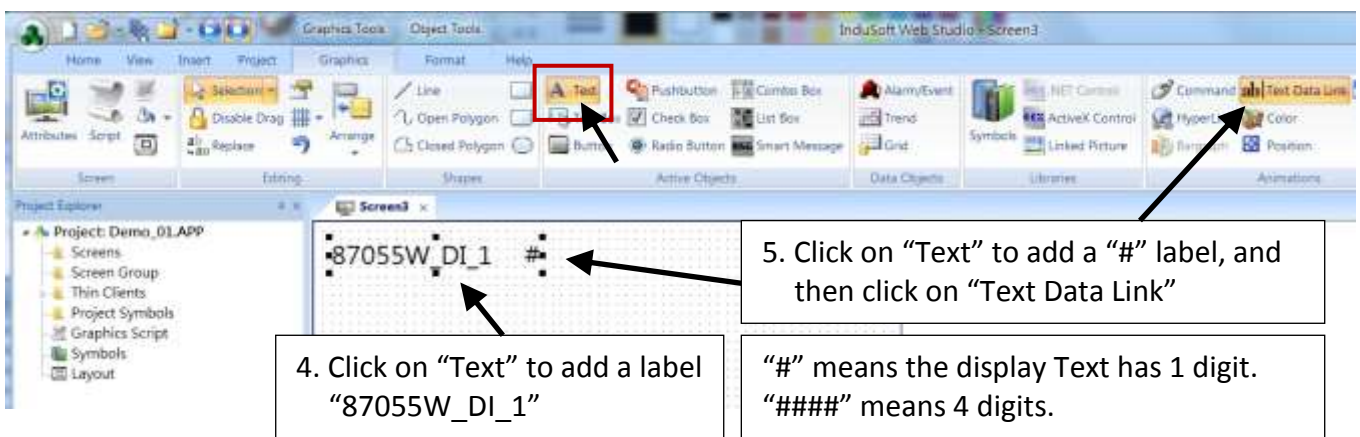 Graphics Tools Object Tools InduSoft Web Studio - Screen3
Home View Insert Project Graphics Format Help
Selection Line A Text Pushbutton Combo Box Alarm/Event .NET Control Command Text Data Link
Disable Drag Open Polygon Check Box List Box Trend ActiveX Control Color
Attributes Script Replace Arrange Closed Polygon Button Radio Button Smart Message Grid Symbols Linked Picture Position
Screen Editing Shapes Active Objects Data Objects Libraries Animations
Project Explorer Screen3
Project: Demo_01.APP
Screens
Screen Group
Thin Clients
Project Symbols
Graphics Script
Symbols
Layout
87055W_DI_1 #
5. Click on “Text” to add a “#” label, and
then click on “Text Data Link”
4. Click on “Text” to add a label
“87055W_DI_1”
“#” means the display Text has 1 digit.
“####” means 4 digits.